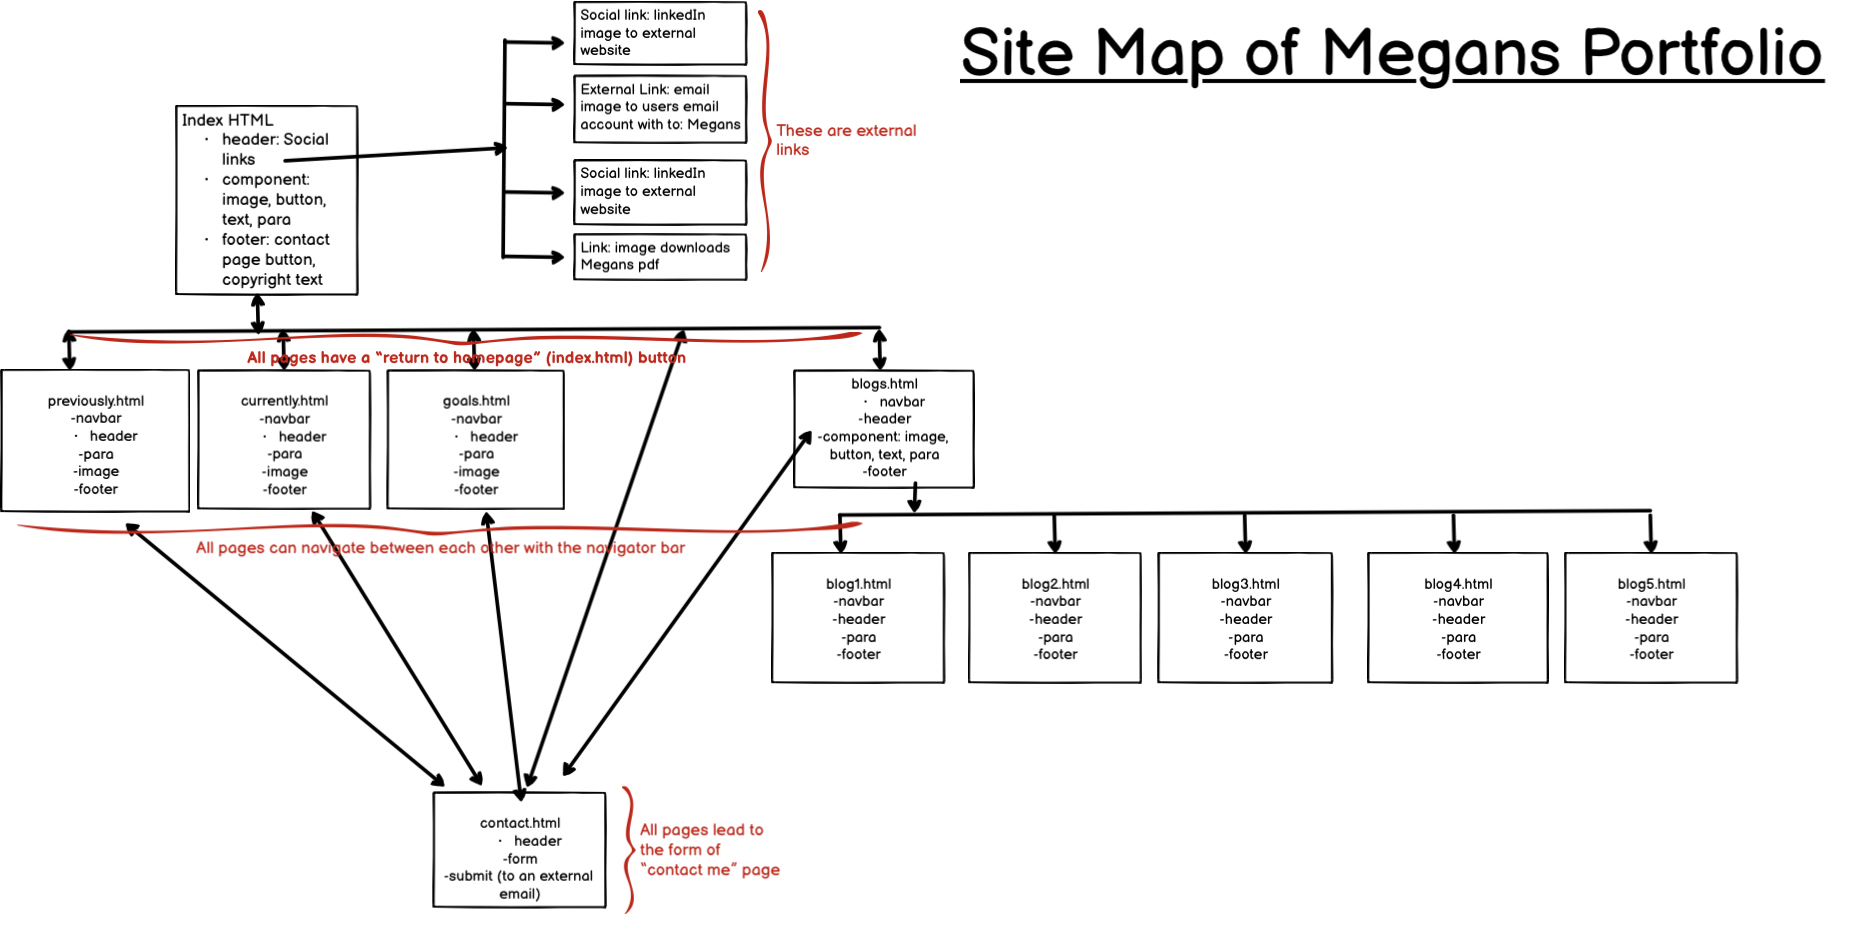 Site Map of Megans Portfolio
Social link: linkedIn
image to external
website
External Link: email
image to users email
account with to: Megans
Social link: linkedIn
image to external
website
Link: image downloads
Megans pdf
These are external
links
Index HTML
· header: Social
links
· component:
image, button,
text, para
· footer: contact
page button,
copyright text
All pages have a “return to homepage” (index.html) button
previously.html
-navbar
· header
-para
-image
-footer
currently.html
-navbar
· header
-para
-image
-footer
goals.html
-navbar
· header
-para
-image
-footer
blogs.html
· navbar
-header
-component: image,
button, text, para
-footer
All pages can navigate between each other with the navigator bar
blog1.html
-navbar
-header
-para
-footer
blog2.html
-navbar
-header
-para
-footer
blog3.html
-navbar
-header
-para
-footer
blog4.html
-navbar
-header
-para
-footer
blog5.html
-navbar
-header
-para
-footer
contact.html
· header
-form
-submit (to an external
email)
All pages lead to
the form of
“contact me” page